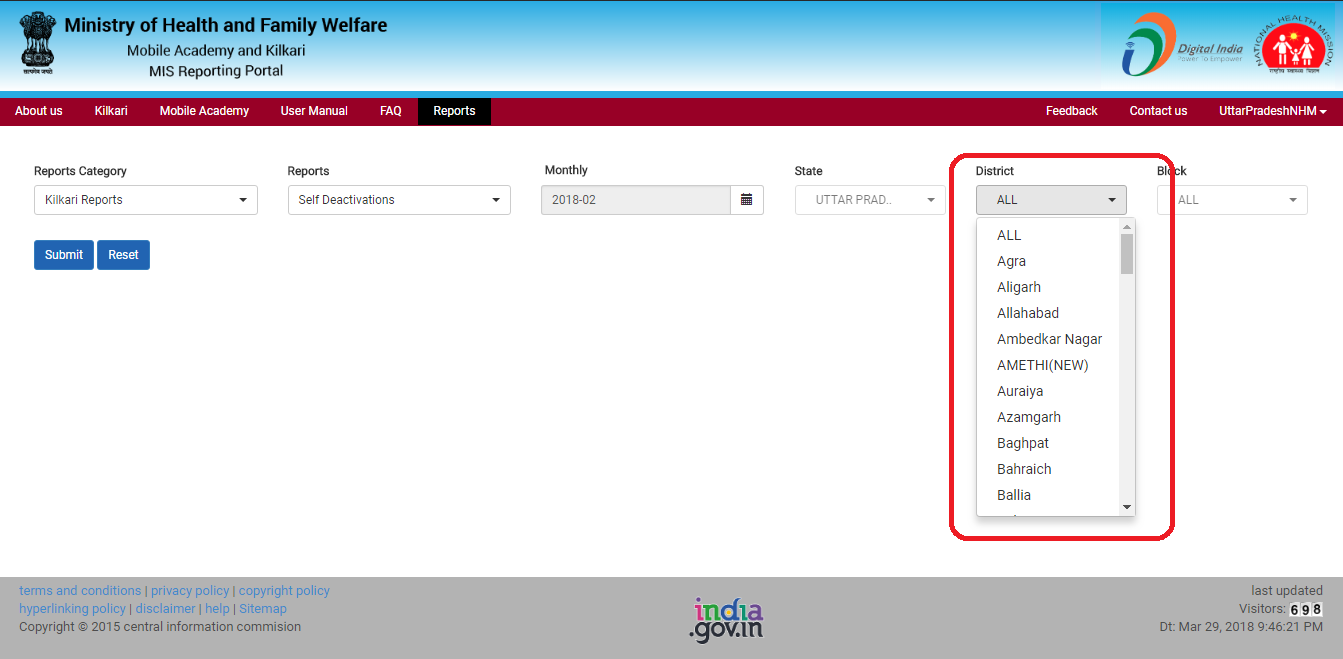 Ministry of Health and Family Welfare
Mobile Academy and Kilkari
MIS Reporting Portal
सत्यमेव जयते
Digital India
Power To Empower
NATIONAL HEALTH MISSION
राष्ट्रीय स्वास्थ्य मिशन
About us Kilkari Mobile Academy User Manual FAQ Reports Feedback Contact us UttarPradeshNHM
Reports Category Reports Monthly State District Block
Kilkari Reports Self Deactivations 2018-02 UTTAR PRAD.. ALL ALL
Submit Reset
ALL
Agra
Aligarh
Allahabad
Ambedkar Nagar
AMETHI(NEW)
Auraiya
Azamgarh
Baghpat
Bahraich
Ballia
terms and conditions | privacy policy | copyright policy
hyperlinking policy | disclaimer | help | Sitemap
Copyright © 2015 central information commision
india
.gov.in
last updated
Visitors: 698
Dt: Mar 29, 2018 9:46:21 PM